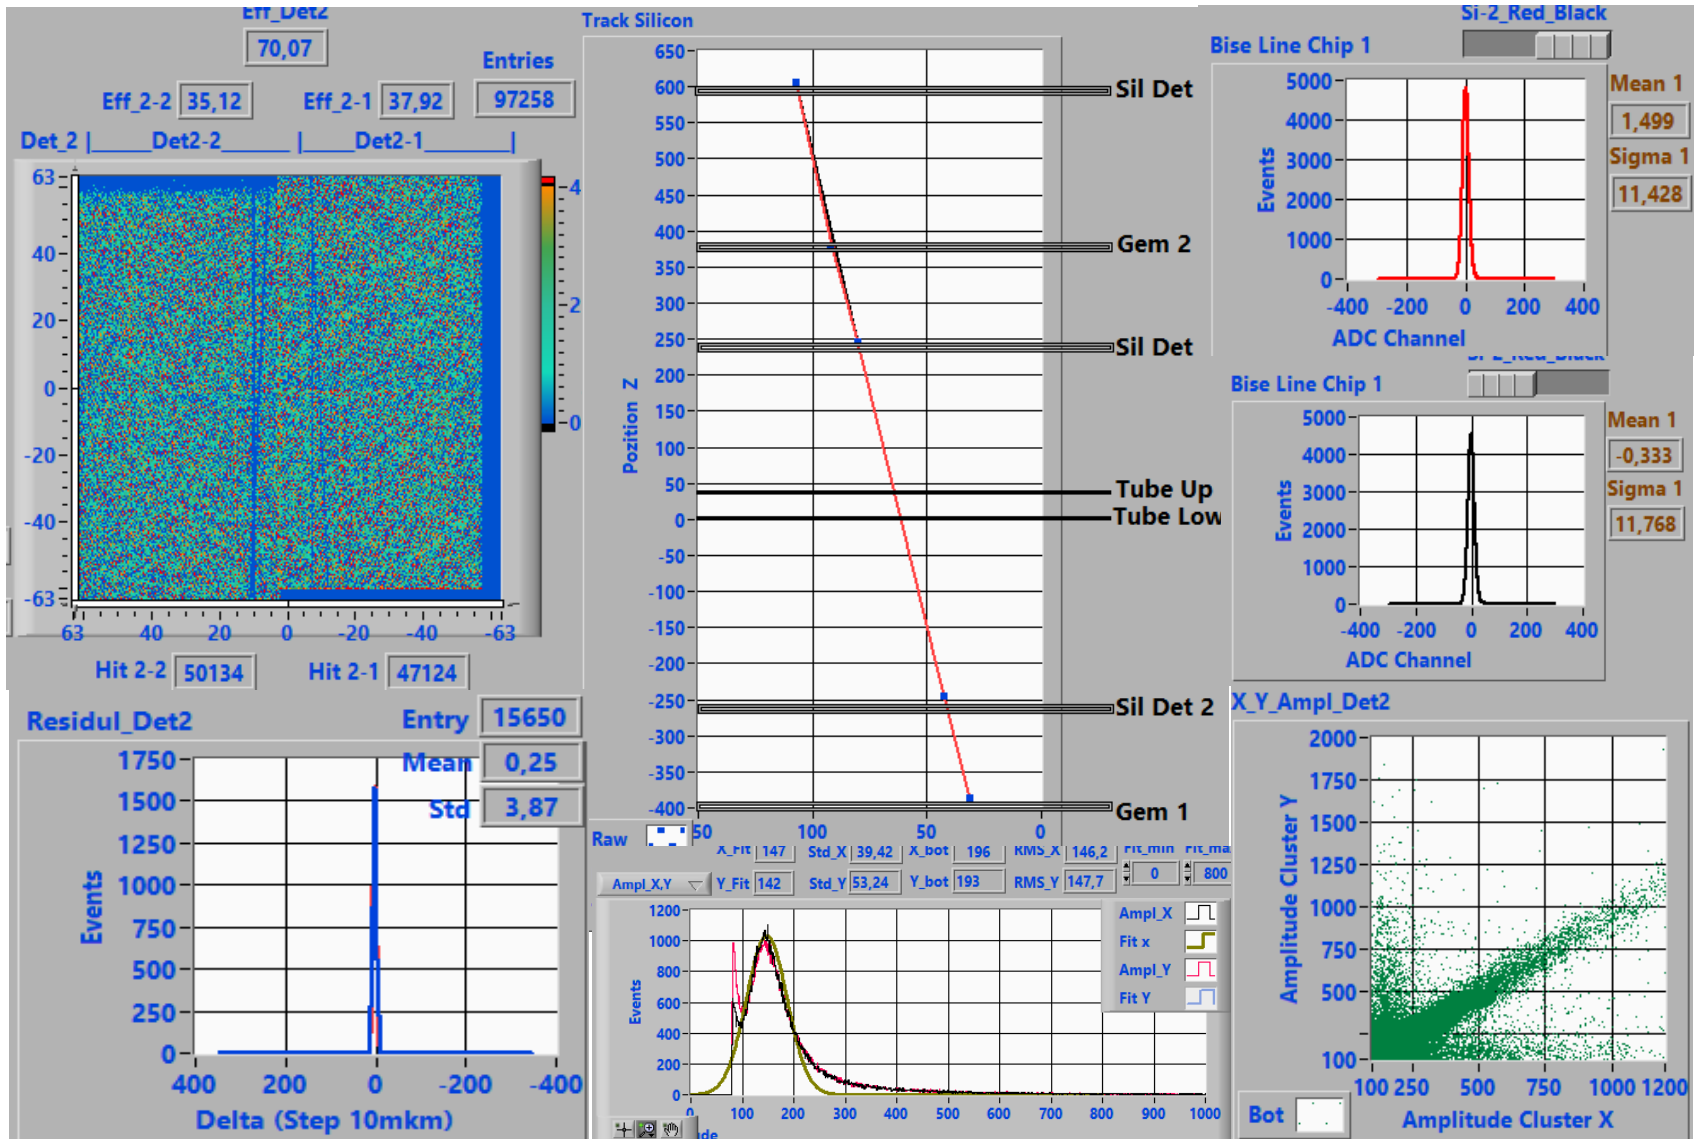 Eff_Det2
70,07
Entries
Eff_2-2 35,12 Eff_2-1 37,92 97258
Det_2 |_____Det2-2______ |____Det2-1_______|
63
40
20
0
-20
-40
-63
63 40 20 0 -20 -40 -63
4
2
0
Hit 2-2 50134 Hit 2-1 47124
Track Silicon
Pozition Z
650
600
550
500
450
400
350
300
250
200
150
100
50
0
-50
-100
-150
-200
-250
-300
-350
-400
50 100 50 0
Sil Det
Gem 2
Sil Det
Tube Up
Tube Low
Sil Det 2
Gem 1
Raw
Si-2_Red_Black
Bise Line Chip 1
Events
5000
4000
3000
2000
1000
0
-400 -200 0 200 400
ADC Channel
Mean 1
1,499
Sigma 1
11,428
Si-2_Red_Black
Bise Line Chip 1
Events
5000
4000
3000
2000
1000
0
-400 -200 0 200 400
ADC Channel
Mean 1
-0,333
Sigma 1
11,768
Residul_Det2
Entry 15650
Mean 0,25
Std 3,87
Events
1750
1500
1250
1000
750
500
250
0
400 200 0 -200 -400
Delta (Step 10mkm)
X_Fit 147 Std_X 39,42 X_bot 196 RMS_X 146,2 Fit_min Fit_ma
Ampl_X,Y Y_Fit 142 Std_Y 53,24 Y_bot 193 RMS_Y 147,7 0 800
Events
1200
1000
800
600
400
200
0
0 100 200 300 400 500 600 700 800 900 1000
ude
Ampl_X
Fit x
Ampl_Y
Fit Y
X_Y_Ampl_Det2
Amplitude Cluster Y
2000
1750
1500
1250
1000
750
500
100
100 250 500 750 1000 1200
Bot
Amplitude Cluster X